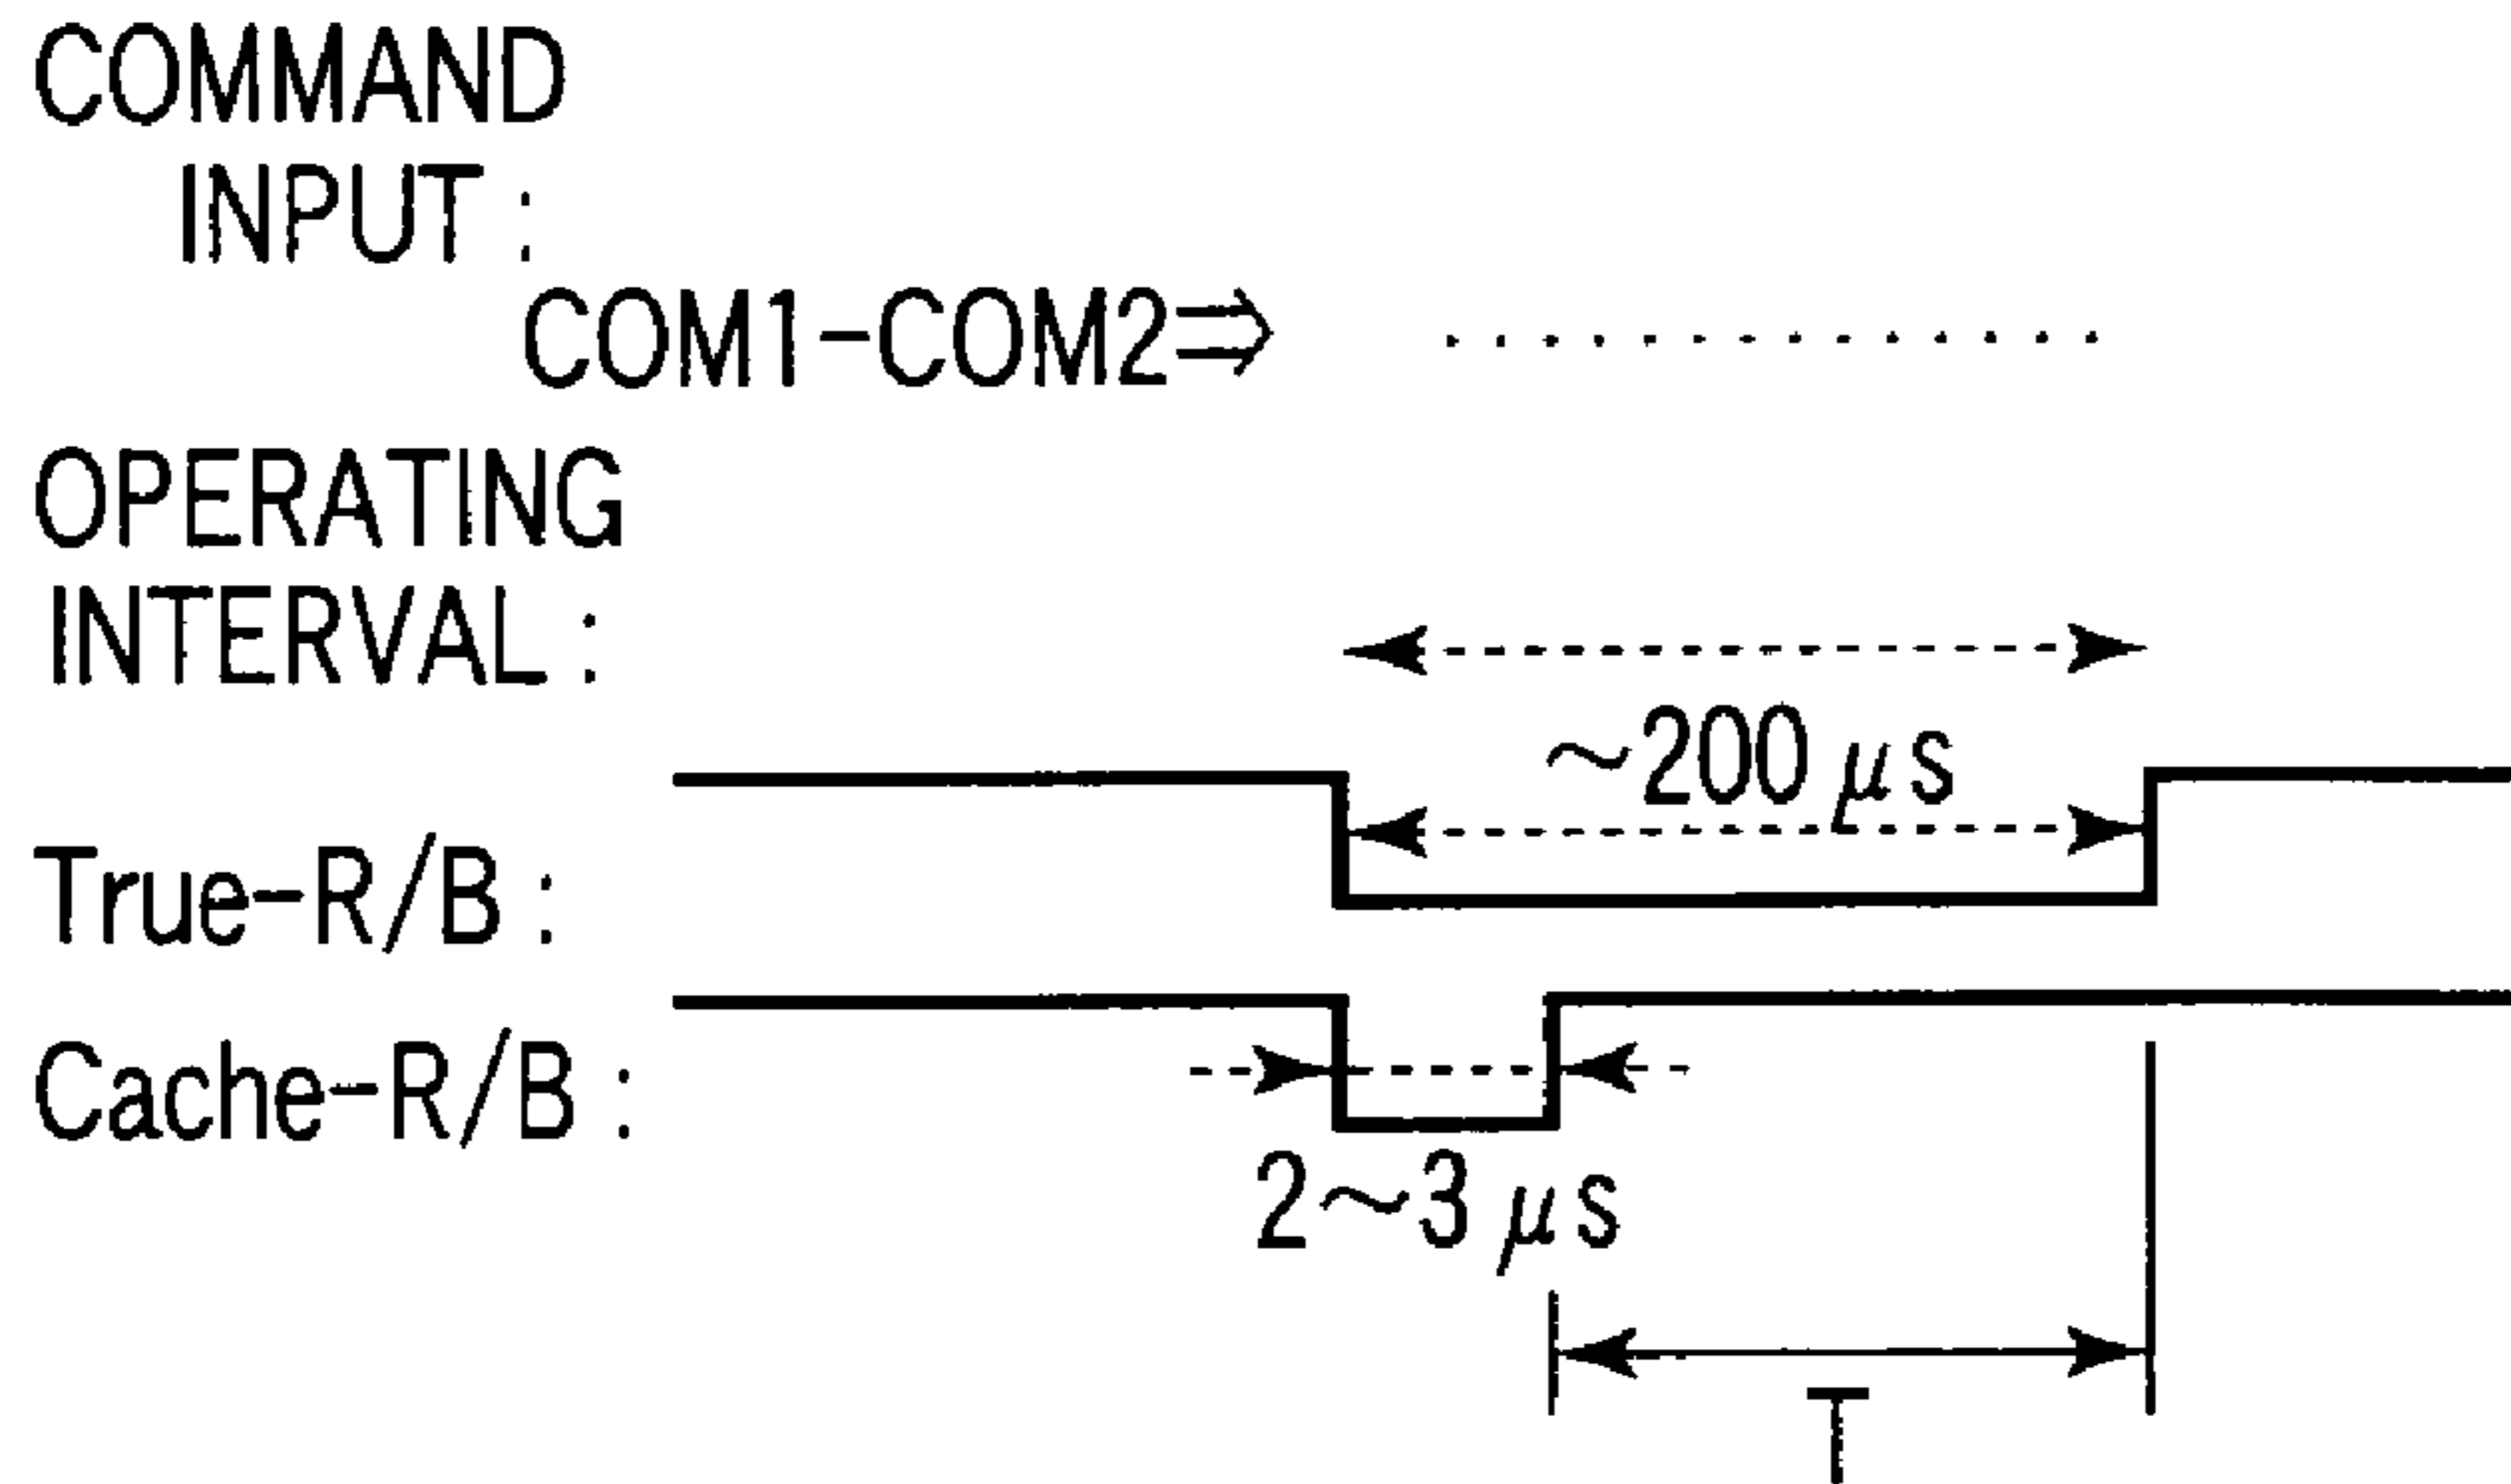 COMMAND
INPUT :
COM1-COM2⇒ . . . . . . . . . . . . . .
OPERATING
INTERVAL :
~200 μs
True-R/B :
Cache-R/B :
2~3 μs
T